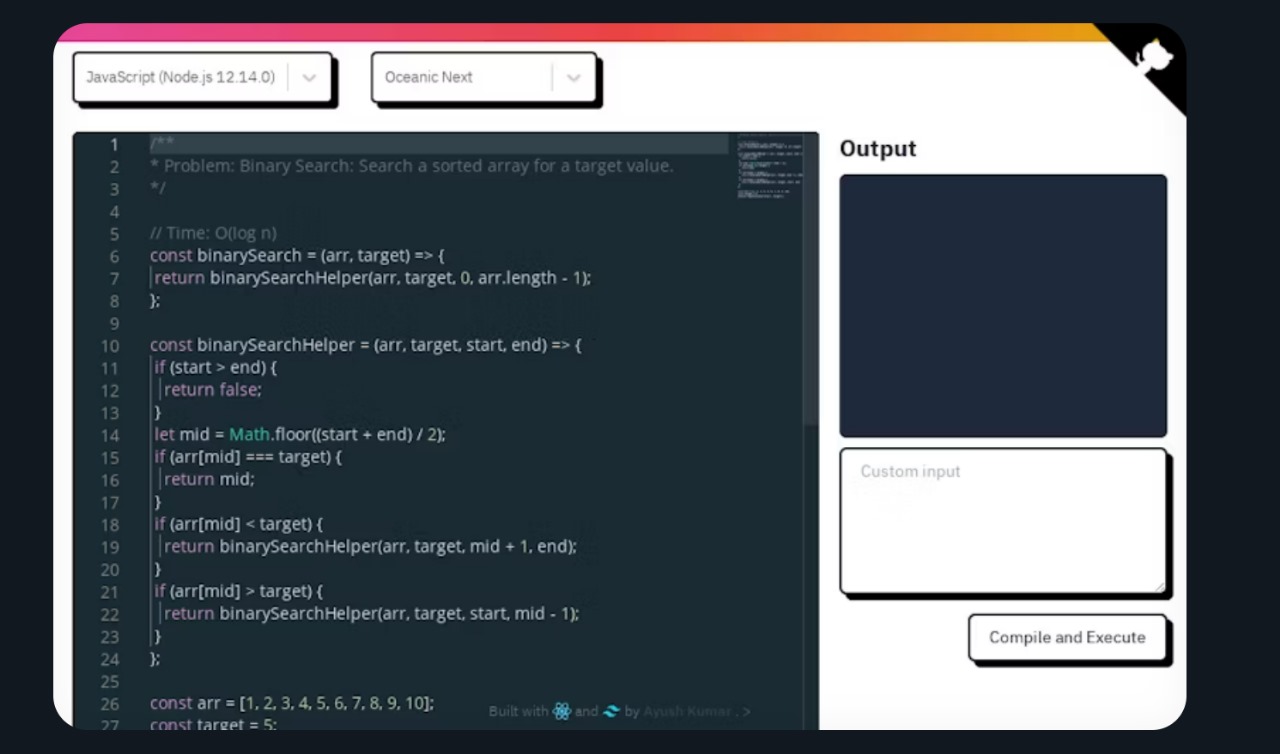 JavaScript (Node.js 12.14.0)
Oceanic Next
1 /**
2 * Problem: Binary Search: Search a sorted array for a target value.
3 */
4
5 // Time: O(log n)
6 const binarySearch = (arr, target) => {
7 return binarySearchHelper(arr, target, 0, arr.length - 1);
8 };
9
10 const binarySearchHelper = (arr, target, start, end) => {
11 if (start > end) {
12 return false;
13 }
14 let mid = Math.floor((start + end) / 2);
15 if (arr[mid] === target) {
16 return mid;
17 }
18 if (arr[mid] < target) {
19 return binarySearchHelper(arr, target, mid + 1, end);
20 }
21 if (arr[mid] > target) {
22 return binarySearchHelper(arr, target, start, mid - 1);
23 }
24 };
25
26 const arr = [1, 2, 3, 4, 5, 6, 7, 8, 9, 10];
27 const target = 5;
Built with and by Ayush Kumar . >
Output
Custom input
Compile and Execute